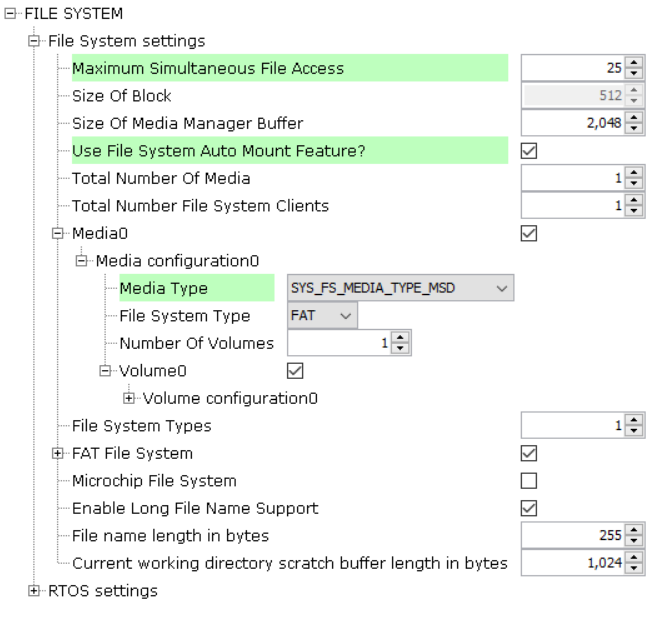 FILE SYSTEM
File System settings
Maximum Simultaneous File Access 25
Size Of Block 512
Size Of Media Manager Buffer 2,048
Use File System Auto Mount Feature?
Total Number Of Media 1
Total Number File System Clients 1
Media0
Media configuration0
Media Type SYS_FS_MEDIA_TYPE_MSD
File System Type FAT
Number Of Volumes 1
Volume0
Volume configuration0
File System Types 1
FAT File System
Microchip File System
Enable Long File Name Support
File name length in bytes 255
Current working directory scratch buffer length in bytes 1,024
RTOS settings